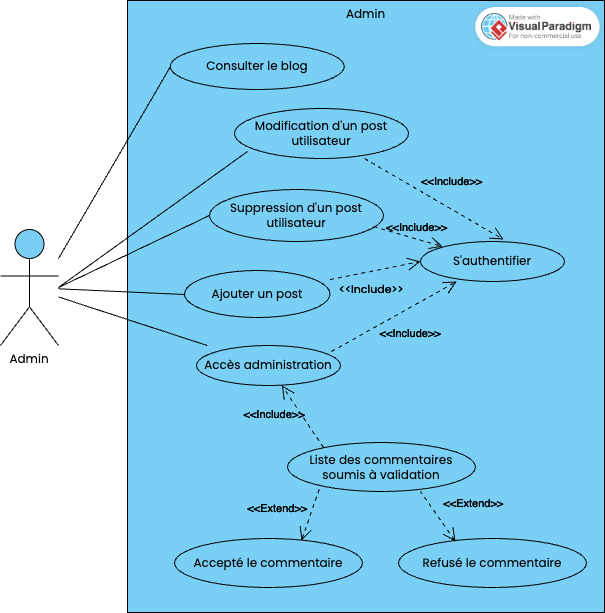 Admin
Made with
Visual Paradigm
For non-commercial use
Consulter le blog
Modification d'un post
utilisateur
<<Include>>
Suppression d'un post
utilisateur
<<Include>>
S'authentifier
Ajouter un post
<<Include>>
Admin
Accès administration
<<Include>>
<<Include>>
Liste des commentaires
soumis à validation
<<Extend>>
<<Extend>>
Accepté le commentaire
Refusé le commentaire